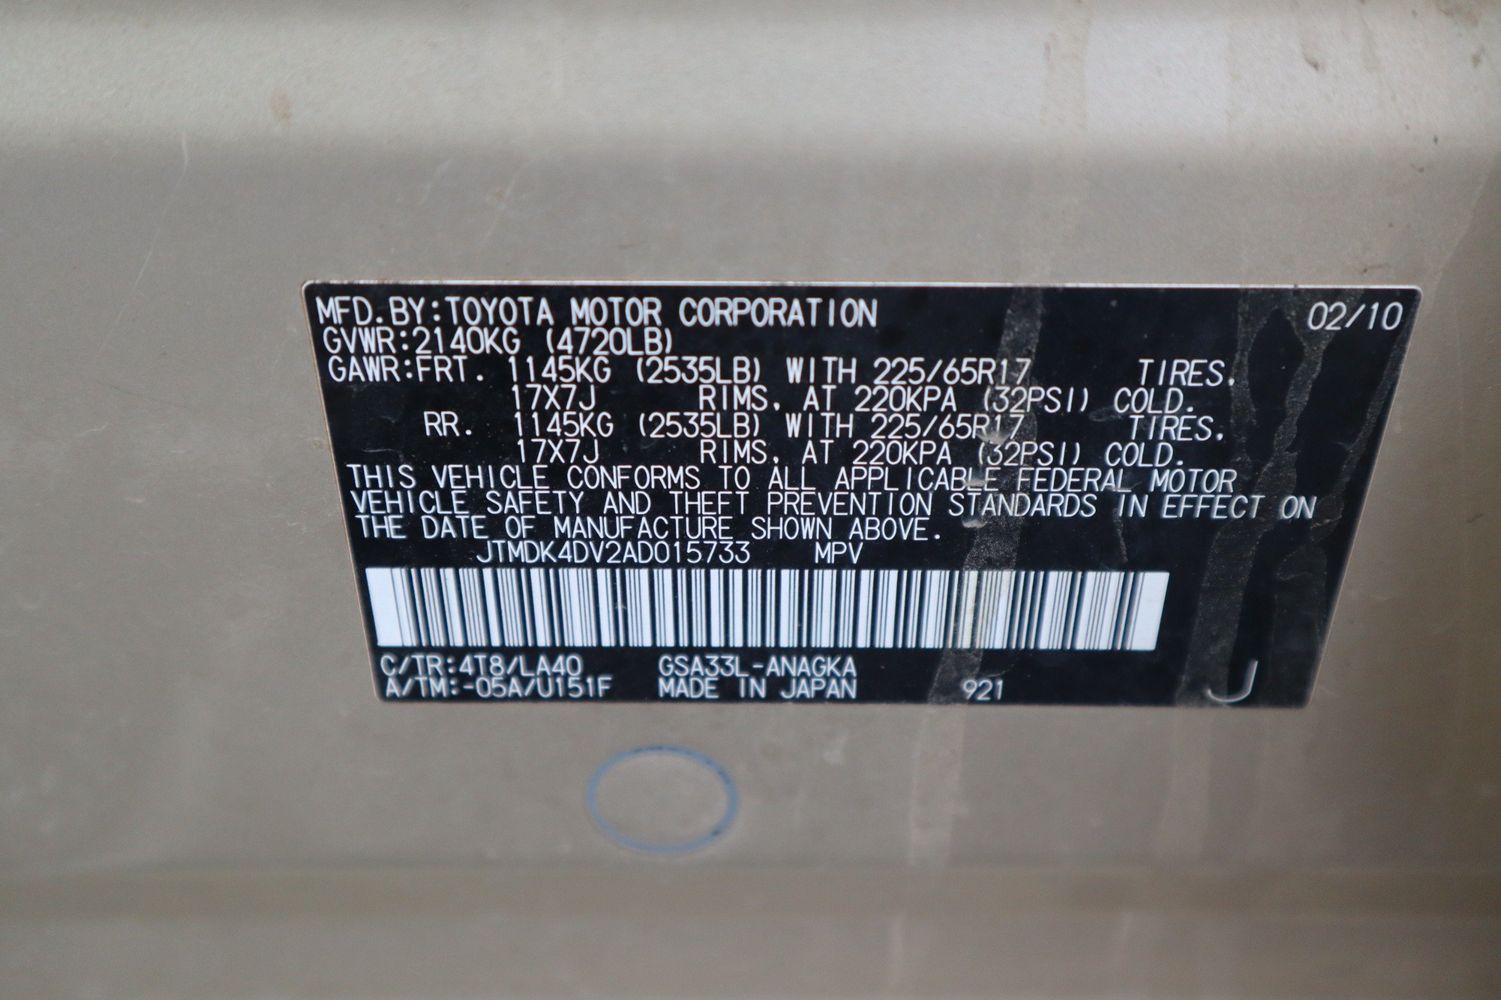 MFD. BY: TOYOTA MOTOR CORPORATION 02/10
GVWR: 2140KG (4720LB)
GAWR: FRT. 1145KG (2535LB) WITH 225/65R17 TIRES,
17X7J RIMS, AT 220KPA (32PSI) COLD.
RR. 1145KG (2535LB) WITH 225/65R17 TIRES,
17X7J RIMS, AT 220KPA (32PSI) COLD.
THIS VEHICLE CONFORMS TO ALL APPLICABLE FEDERAL MOTOR
VEHICLE SAFETY AND THEFT PREVENTION STANDARDS IN EFFECT ON
THE DATE OF MANUFACTURE SHOWN ABOVE.
JTMDK4DV2AD015733 MPV
C/TR: 4T8/LA40 GSA33L-ANAGKA
A/TM: -05A/U151F MADE IN JAPAN 921 J